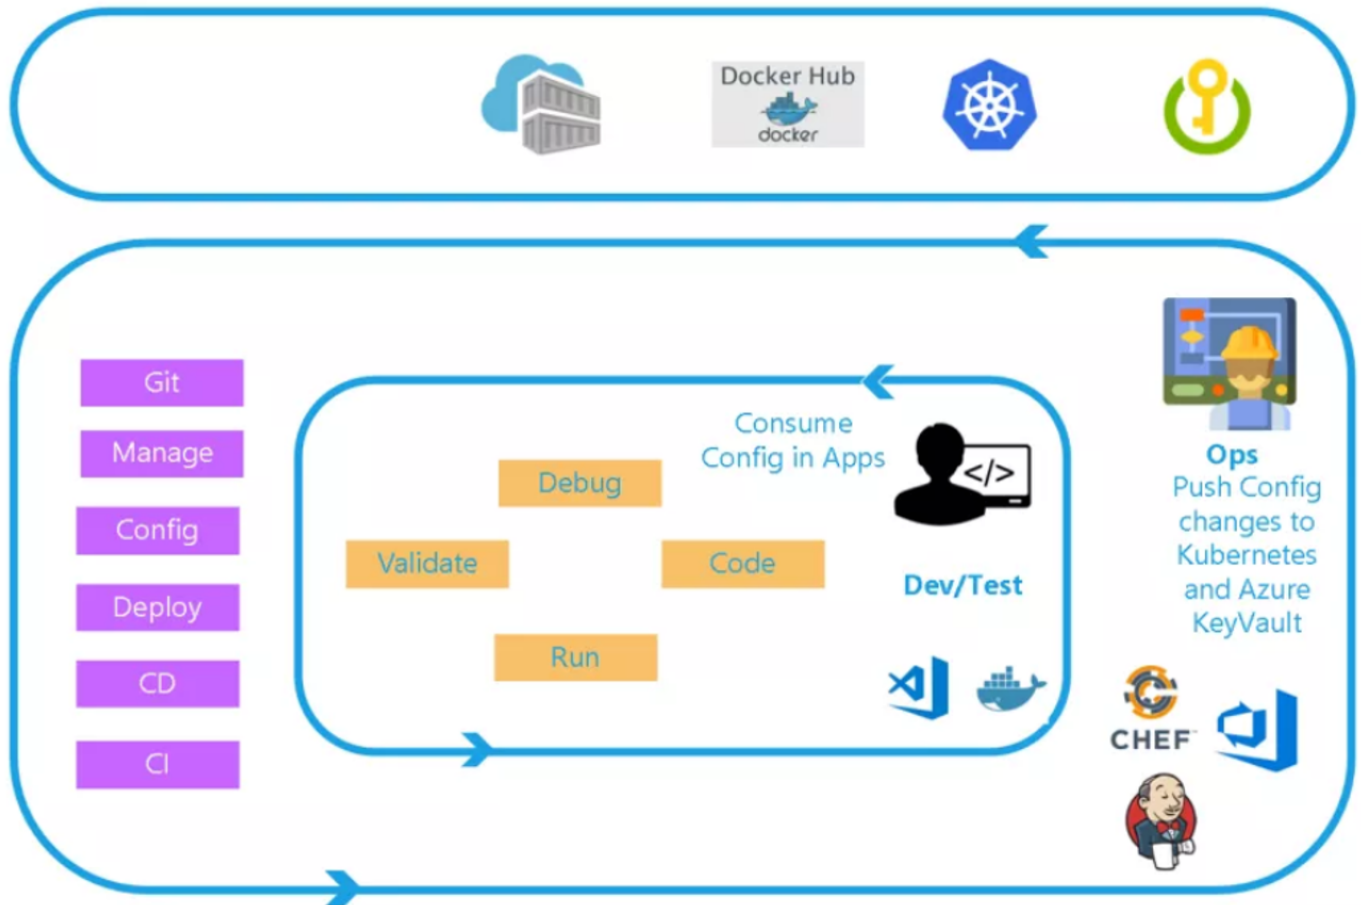 Docker Hub
docker
Git
Manage
Config
Deploy
CD
CI
Consume
Config in Apps
Debug
Validate
Code
Run
</>
Dev/Test
Ops
Push Config
changes to
Kubernetes
and Azure
KeyVault
CHEF